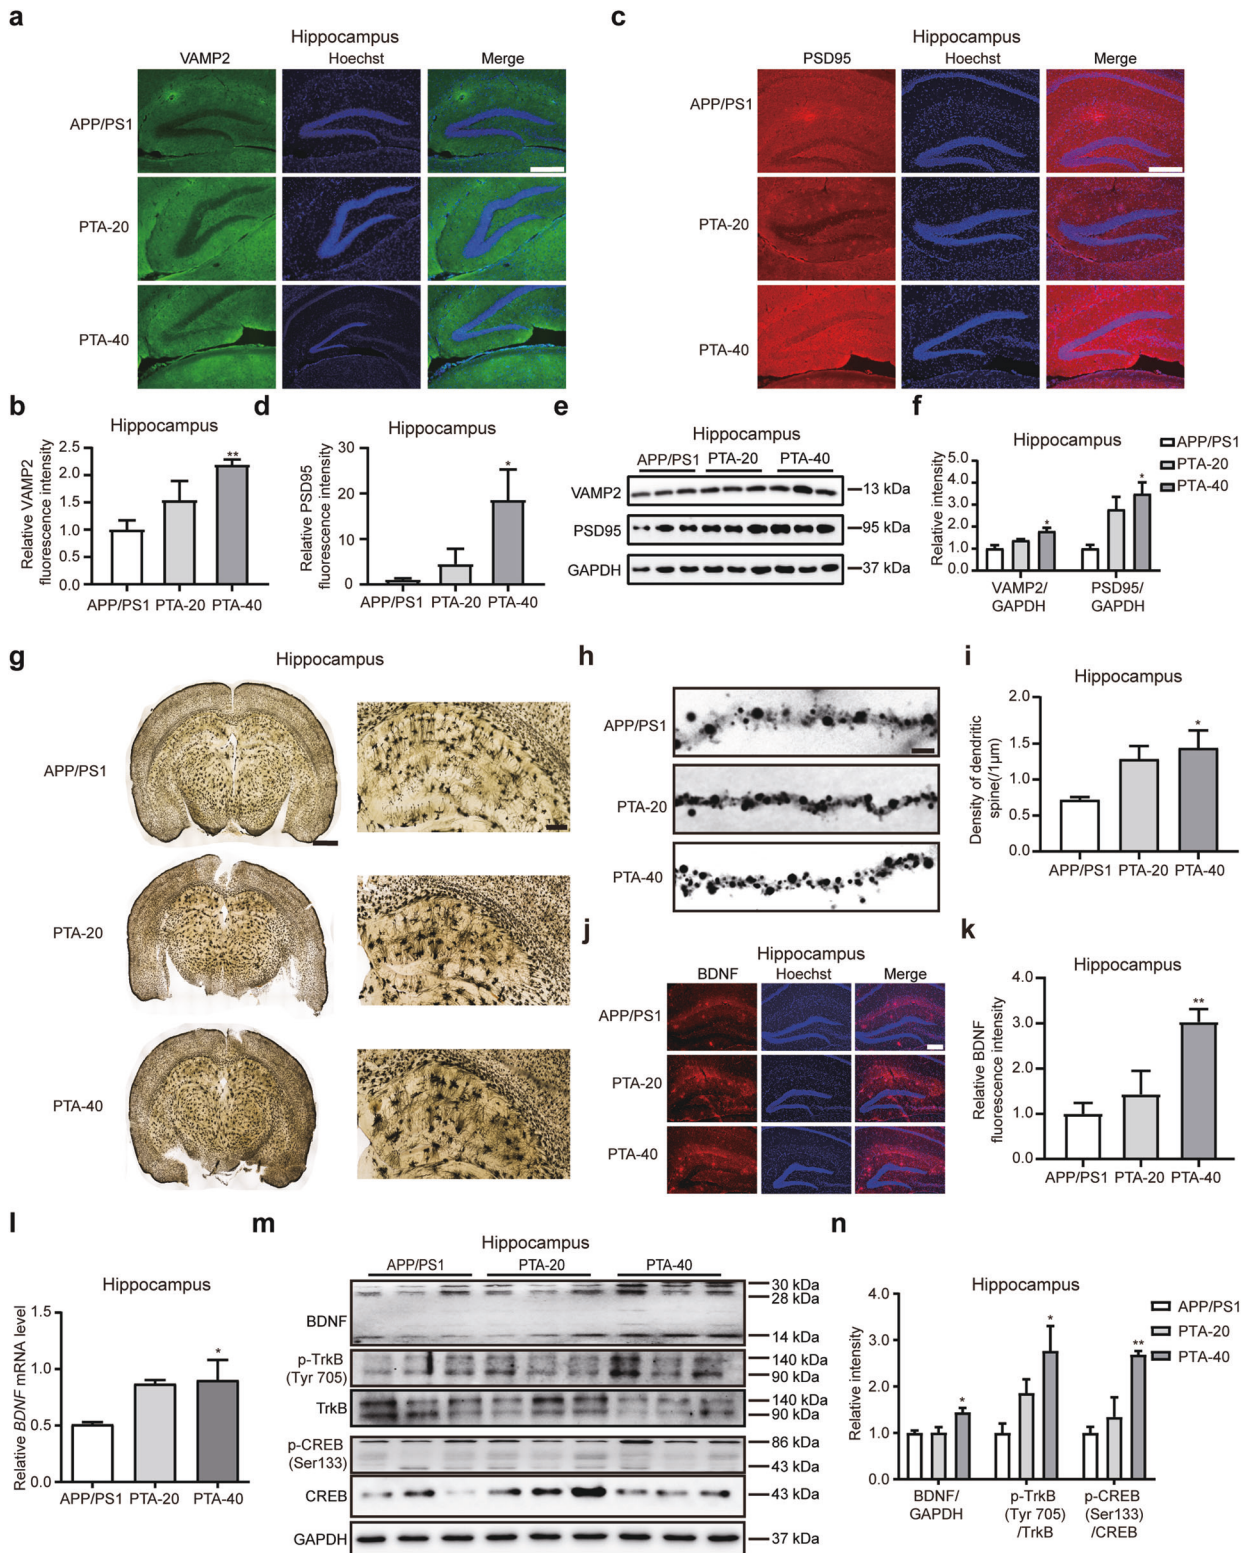 a
Hippocampus
VAMP2 Hoechst Merge
APP/PS1
PTA-20
PTA-40
c
Hippocampus
PSD95 Hoechst Merge
APP/PS1
PTA-20
PTA-40
b
Hippocampus
Relative VAMP2
fluorescence intensity
2.5
2.0
1.5
1.0
0.5
0.0
**
APP/PS1 PTA-20 PTA-40
d
Hippocampus
Relative PSD95
fluorescence intensity
30
20
10
0
*
APP/PS1 PTA-20 PTA-40
e
Hippocampus
APP/PS1 PTA-20 PTA-40
VAMP2 13 kDa
PSD95 95 kDa
GAPDH 37 kDa
f
Hippocampus
APP/PS1
PTA-20
PTA-40
Relative intensity
5.0
4.0
3.0
2.0
1.0
0.0
*
*
VAMP2/ PSD95/
GAPDH GAPDH
g
Hippocampus
APP/PS1
PTA-20
PTA-40
h
APP/PS1
PTA-20
PTA-40
i
Hippocampus
Density of dendritic
spine(/1μm)
2.0
1.5
1.0
0.5
0.0
*
APP/PS1 PTA-20 PTA-40
j
Hippocampus
BDNF Hoechst Merge
APP/PS1
PTA-20
PTA-40
k
Hippocampus
Relative BDNF
fluorescence intensity
4.0
3.0
2.0
1.0
0.0
**
APP/PS1 PTA-20 PTA-40
l
Hippocampus
Relative BDNF mRNA level
1.5
1.0
0.5
0.0
*
APP/PS1 PTA-20 PTA-40
m
Hippocampus
APP/PS1 PTA-20 PTA-40
30 kDa
28 kDa
BDNF
14 kDa
p-TrkB 140 kDa
(Tyr 705) 90 kDa
TrkB 140 kDa
90 kDa
p-CREB 86 kDa
(Ser133) 43 kDa
CREB 43 kDa
GAPDH 37 kDa
n
Hippocampus
APP/PS1
PTA-20
PTA-40
Relative intensity
4.0
3.0
2.0
1.0
0.0
*
*
**
BDNF/ p-TrkB p-CREB
GAPDH (Tyr 705) (Ser133)
/TrkB /CREB